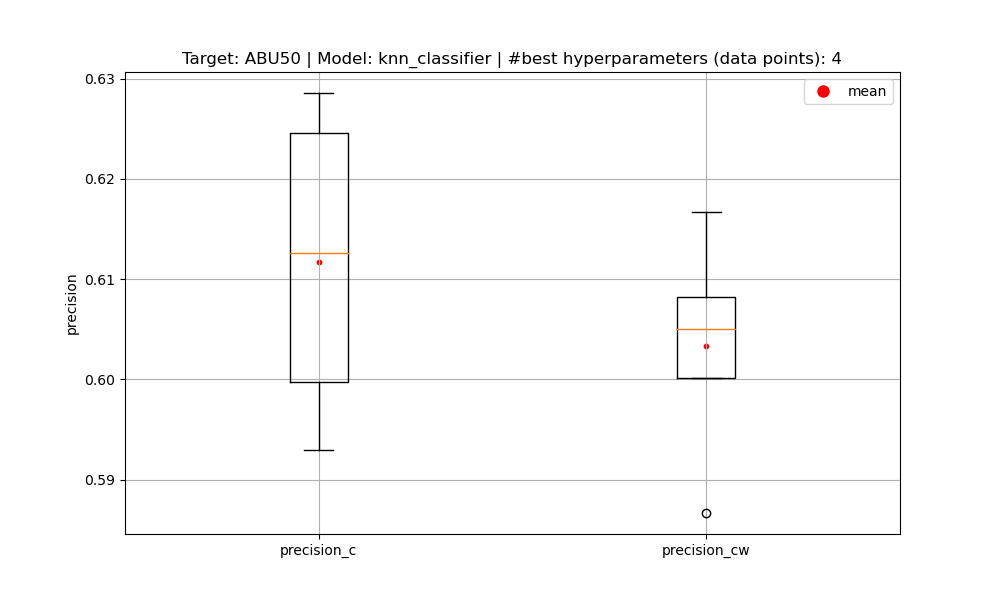 Target: ABU50 | Model: knn_classifier | #best hyperparameters (data points): 4
mean
0.63
0.62
0.61
0.60
0.59
precision
precision_c
precision_cw